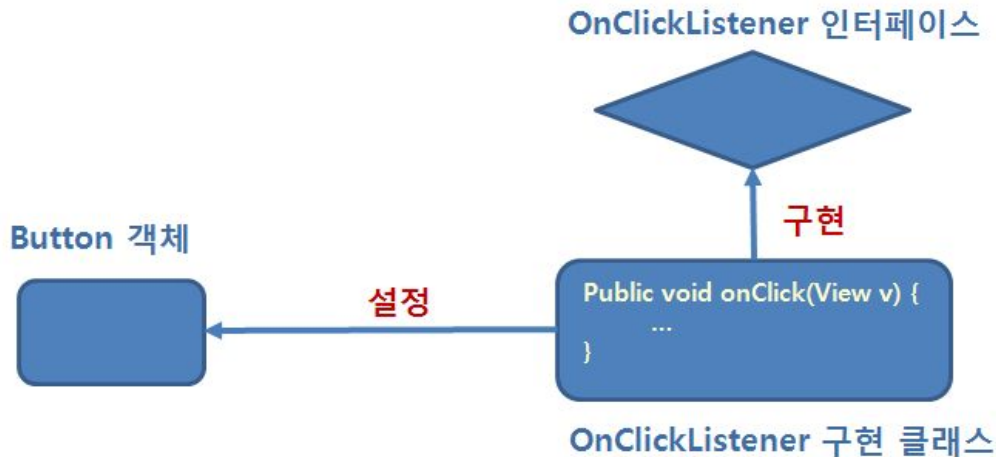 OnClickListener 인터페이스
구현
Button 객체
설정
Public void onClick(View v) {
...
}
OnClickListener 구현 클래스